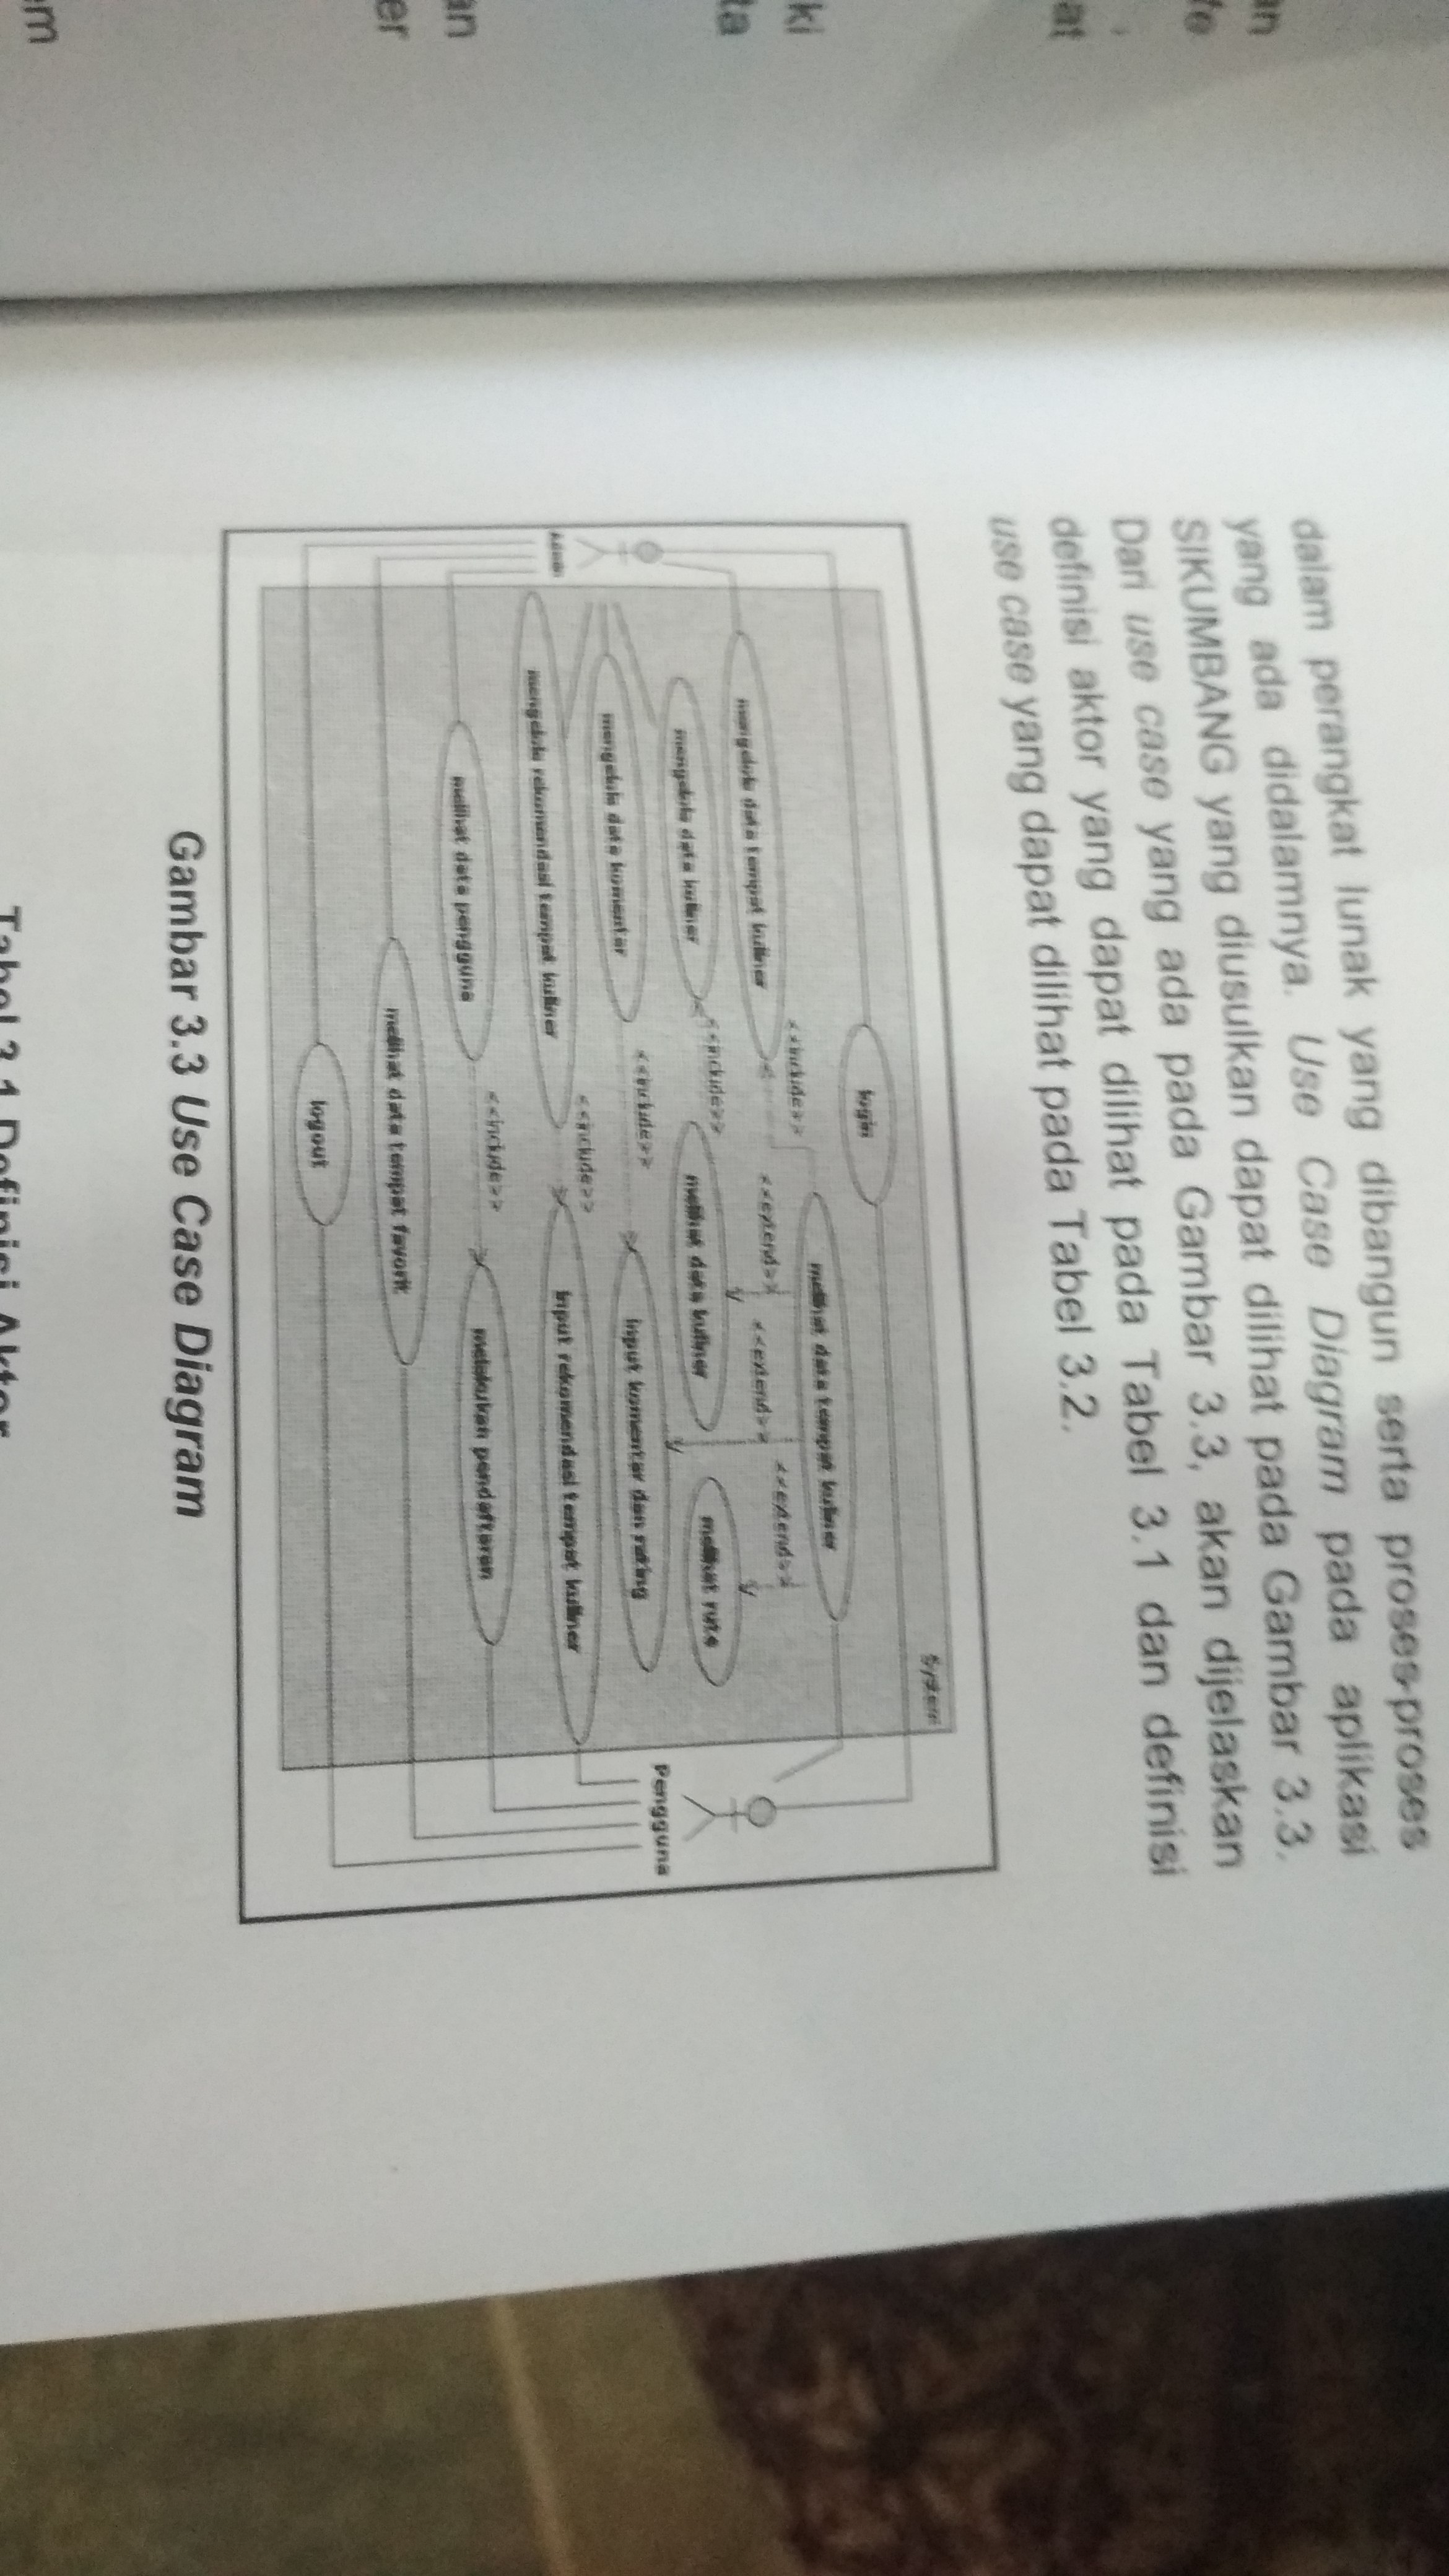 dalam perangkat lunak yang dibangun serta proses-proses
yang ada didalamnya. Use Case Diagram pada aplikasi
SIKUMBANG yang diusulkan dapat dilihat pada Gambar 3.3.
Dari use case yang ada pada Gambar 3.3, akan dijelaskan
definisi aktor yang dapat dilihat pada Tabel 3.1 dan definisi
use case yang dapat dilihat pada Tabel 3.2.
System
login
melihat data tempat kuliner
<<include>>
mengelola data tempat kuliner
<<extend>>
<<extend>>
<<extend>>
mengelola data kuliner
<<include>>
melihat data kuliner
melihat rute
mengelola data komentar
<<include>>
input komentar dan rating
Admin
Pengguna
mengelola rekomendasi tempat kuliner
<<include>>
input rekomendasi tempat kuliner
melihat data pengguna
<<include>>
melakukan pendaftaran
melihat data tempat favorit
logout
Gambar 3.3 Use Case Diagram
Tabel 3.1 Definisi Aktor